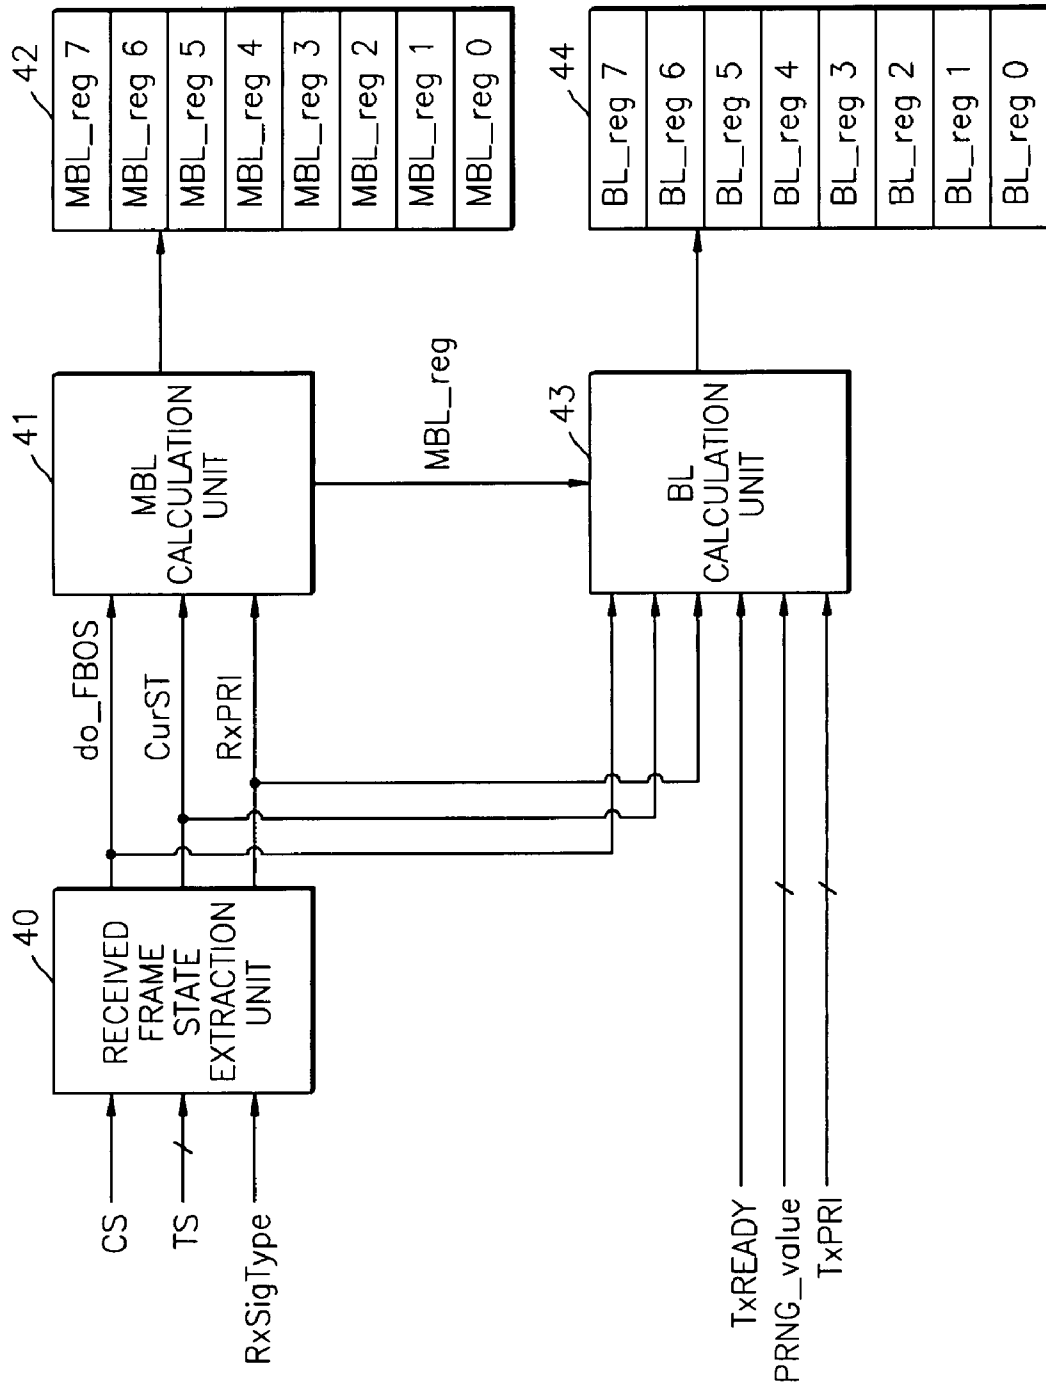 40
RECEIVED
FRAME
STATE
EXTRACTION
UNIT
CS
TS
RxSigType
do_FBOS
CurST
RxPRI
41
MBL
CALCULATION
UNIT
42
MBL_reg 7
MBL_reg 6
MBL_reg 5
MBL_reg 4
MBL_reg 3
MBL_reg 2
MBL_reg 1
MBL_reg 0
MBL_reg
43
BL
CALCULATION
UNIT
44
BL_reg 7
BL_reg 6
BL_reg 5
BL_reg 4
BL_reg 3
BL_reg 2
BL_reg 1
BL_reg 0
TxREADY
PRNG_value
TxPRI